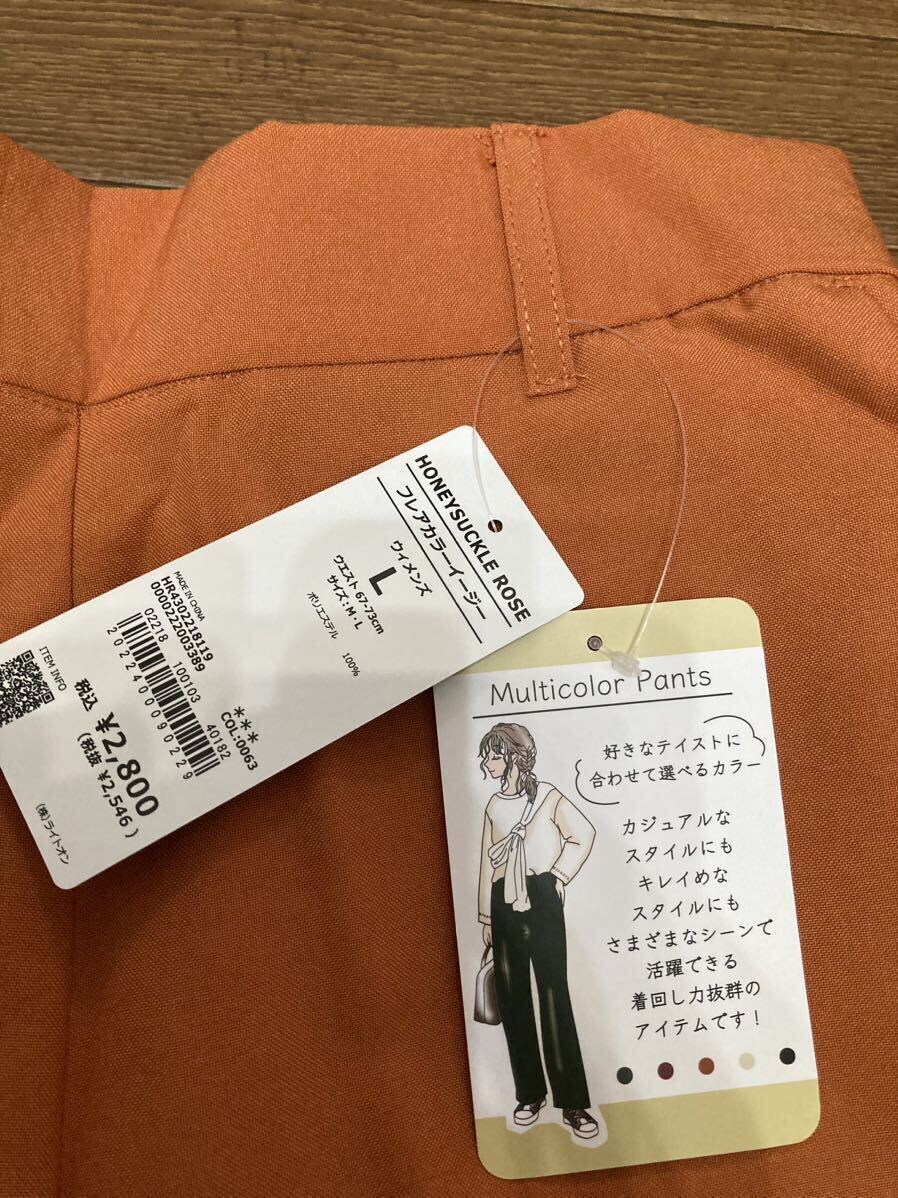 HONEYSUCKLE ROSE
フレアカラーイージー
ウィメンズ
L
ウエスト 67-73cm
サイズ：M・L
ポリエステル 100%
***
COL:0063
02218 100103 40182
2022400090229
0000222003389
HR4302218119
MADE IN CHINA
ITEM INFO
税込 ¥2,800
(税抜 ¥2,546)
(株)ライトオン
Multicolor Pants
好きなテイストに
合わせて選べるカラー
カジュアルな
スタイルにも
キレイめな
スタイルにも
さまざまなシーンで
活躍できる
着回し力抜群の
アイテムです！